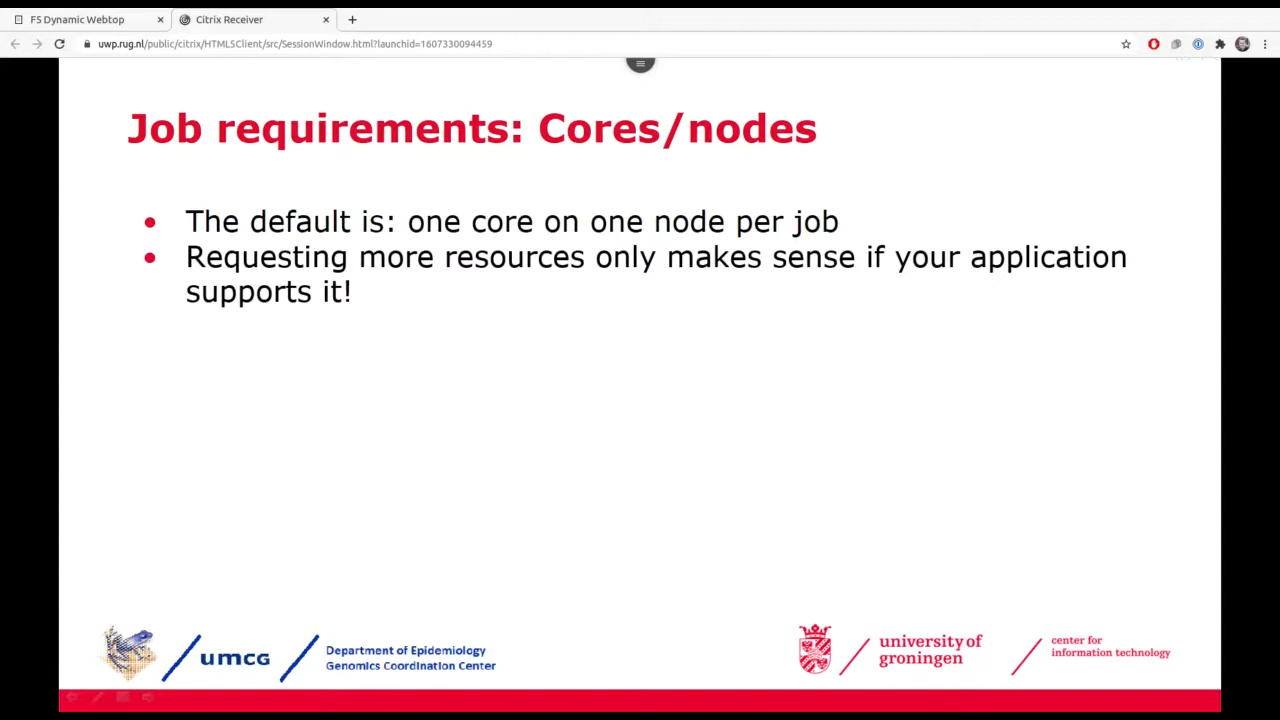 F5 Dynamic Webtop
Citrix Receiver
uwp.rug.nl/public/citrix/HTML5Client/src/SessionWindow.html?launchid=1607330094459
Job requirements: Cores/nodes
• The default is: one core on one node per job
• Requesting more resources only makes sense if your application
supports it!
umcg
Department of Epidemiology
Genomics Coordination Center
university of
groningen
center for
information technology